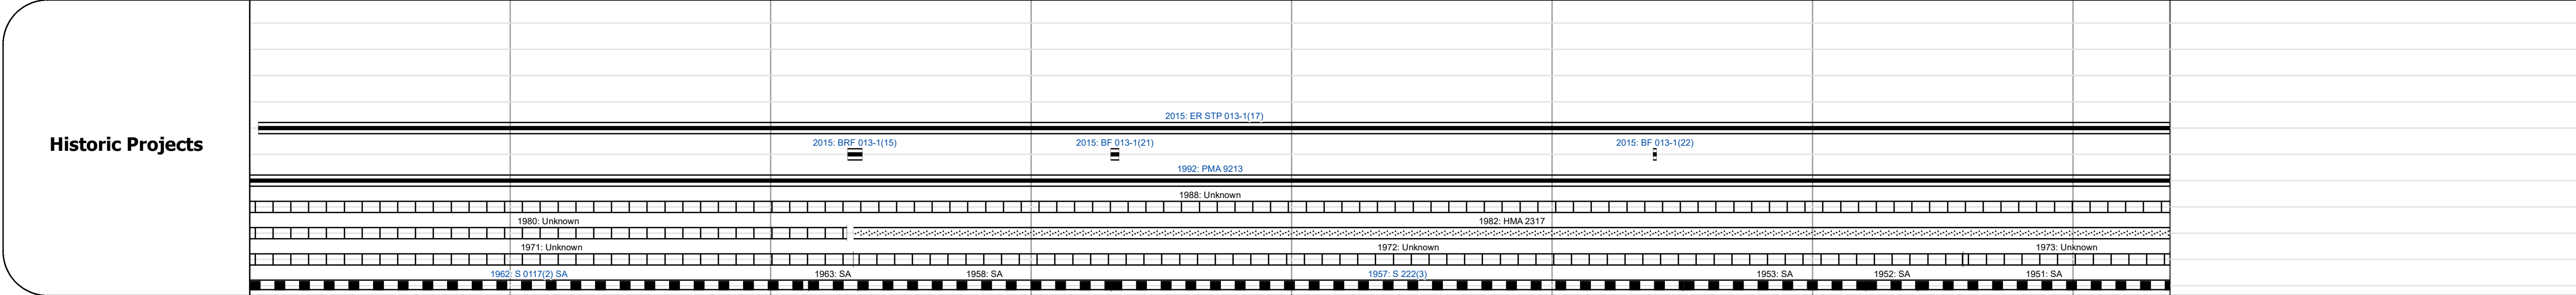 Historic Projects
2015: ER STP 013-1(17)
2015: BRF 013-1(15) 2015: BF 013-1(21) 2015: BF 013-1(22)
1992: PMA 9213
1988: Unknown
1980: Unknown 1982: HMA 2317
1971: Unknown 1972: Unknown 1973: Unknown
1962: S 0117(2) SA 1963: SA 1958: SA 1957: S 222(3) 1953: SA 1952: SA 1951: SA